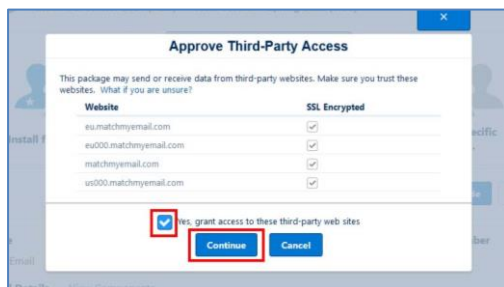 ×
Approve Third-Party Access
This package may send or receive data from third-party websites. Make sure you trust these
websites. What if you are unsure?
Website SSL Encrypted
eu.matchmyemail.com
eu000.matchmyemail.com
matchmyemail.com
us000.matchmyemail.com
Install f
ecific
Yes, grant access to these third-party web sites
Continue Cancel
ber
Email